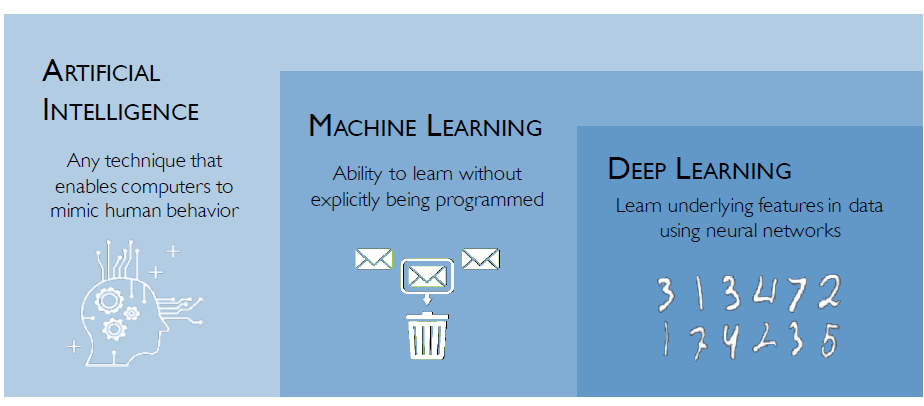 ARTIFICIAL
INTELLIGENCE
Any technique that
enables computers to
mimic human behavior
MACHINE LEARNING
Ability to learn without
explicitly being programmed
DEEP LEARNING
Learn underlying features in data
using neural networks
3 1 3 4 7 2
1 7 4 2 3 5